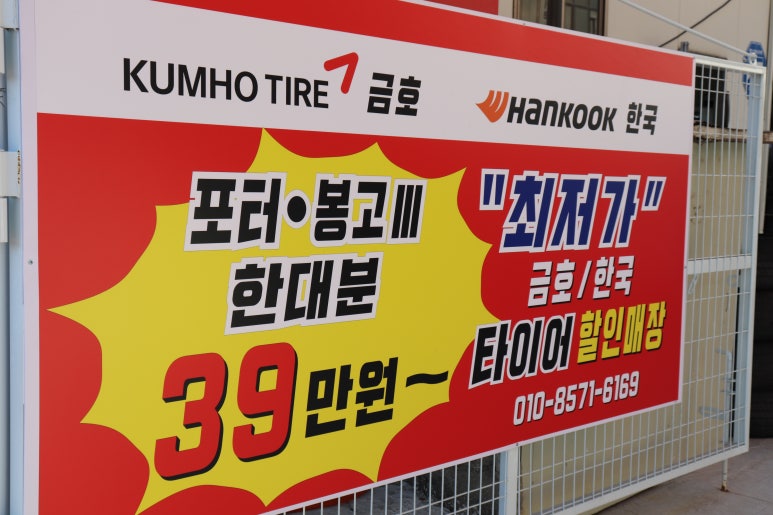 KUMHO TIRE 금호
HANKOOK 한국
포터•봉고III
한대분
39만원~
"최저가"
금호/한국
타이어 할인매장
010-8571-6169